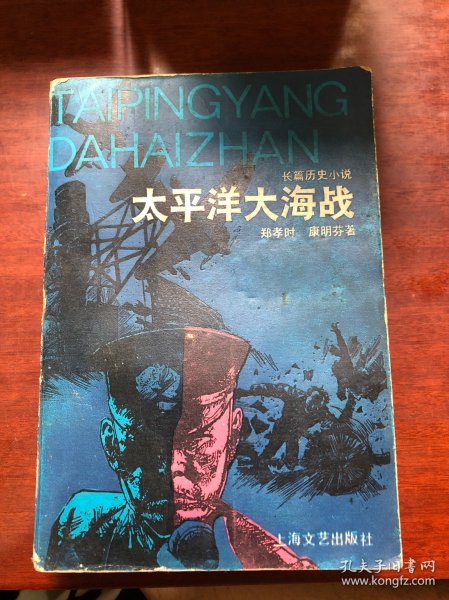 TAIPINGYANG
DAHAIZHAN
长篇历史小说
太平洋大海战
郑孝时 康明芬著
上海文艺出版社
孔夫子旧书网
www.kongfz.com